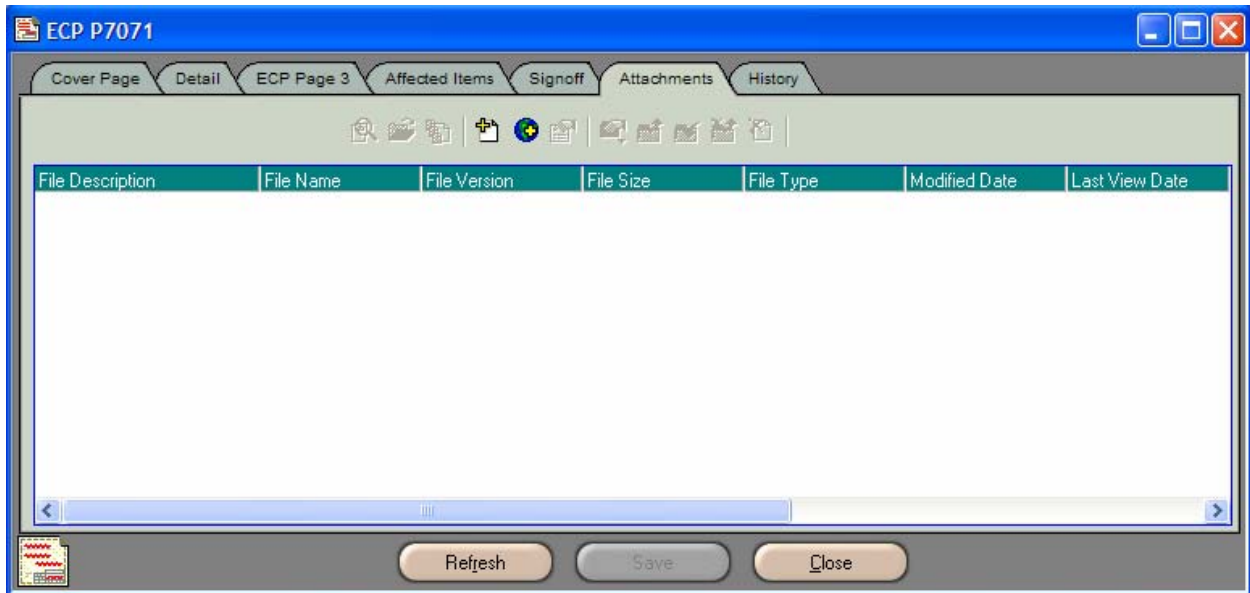 ECP P7071
Cover Page Detail ECP Page 3 Affected Items Signoff Attachments History
File Description File Name File Version File Size File Type Modified Date Last View Date
Refresh Save Close